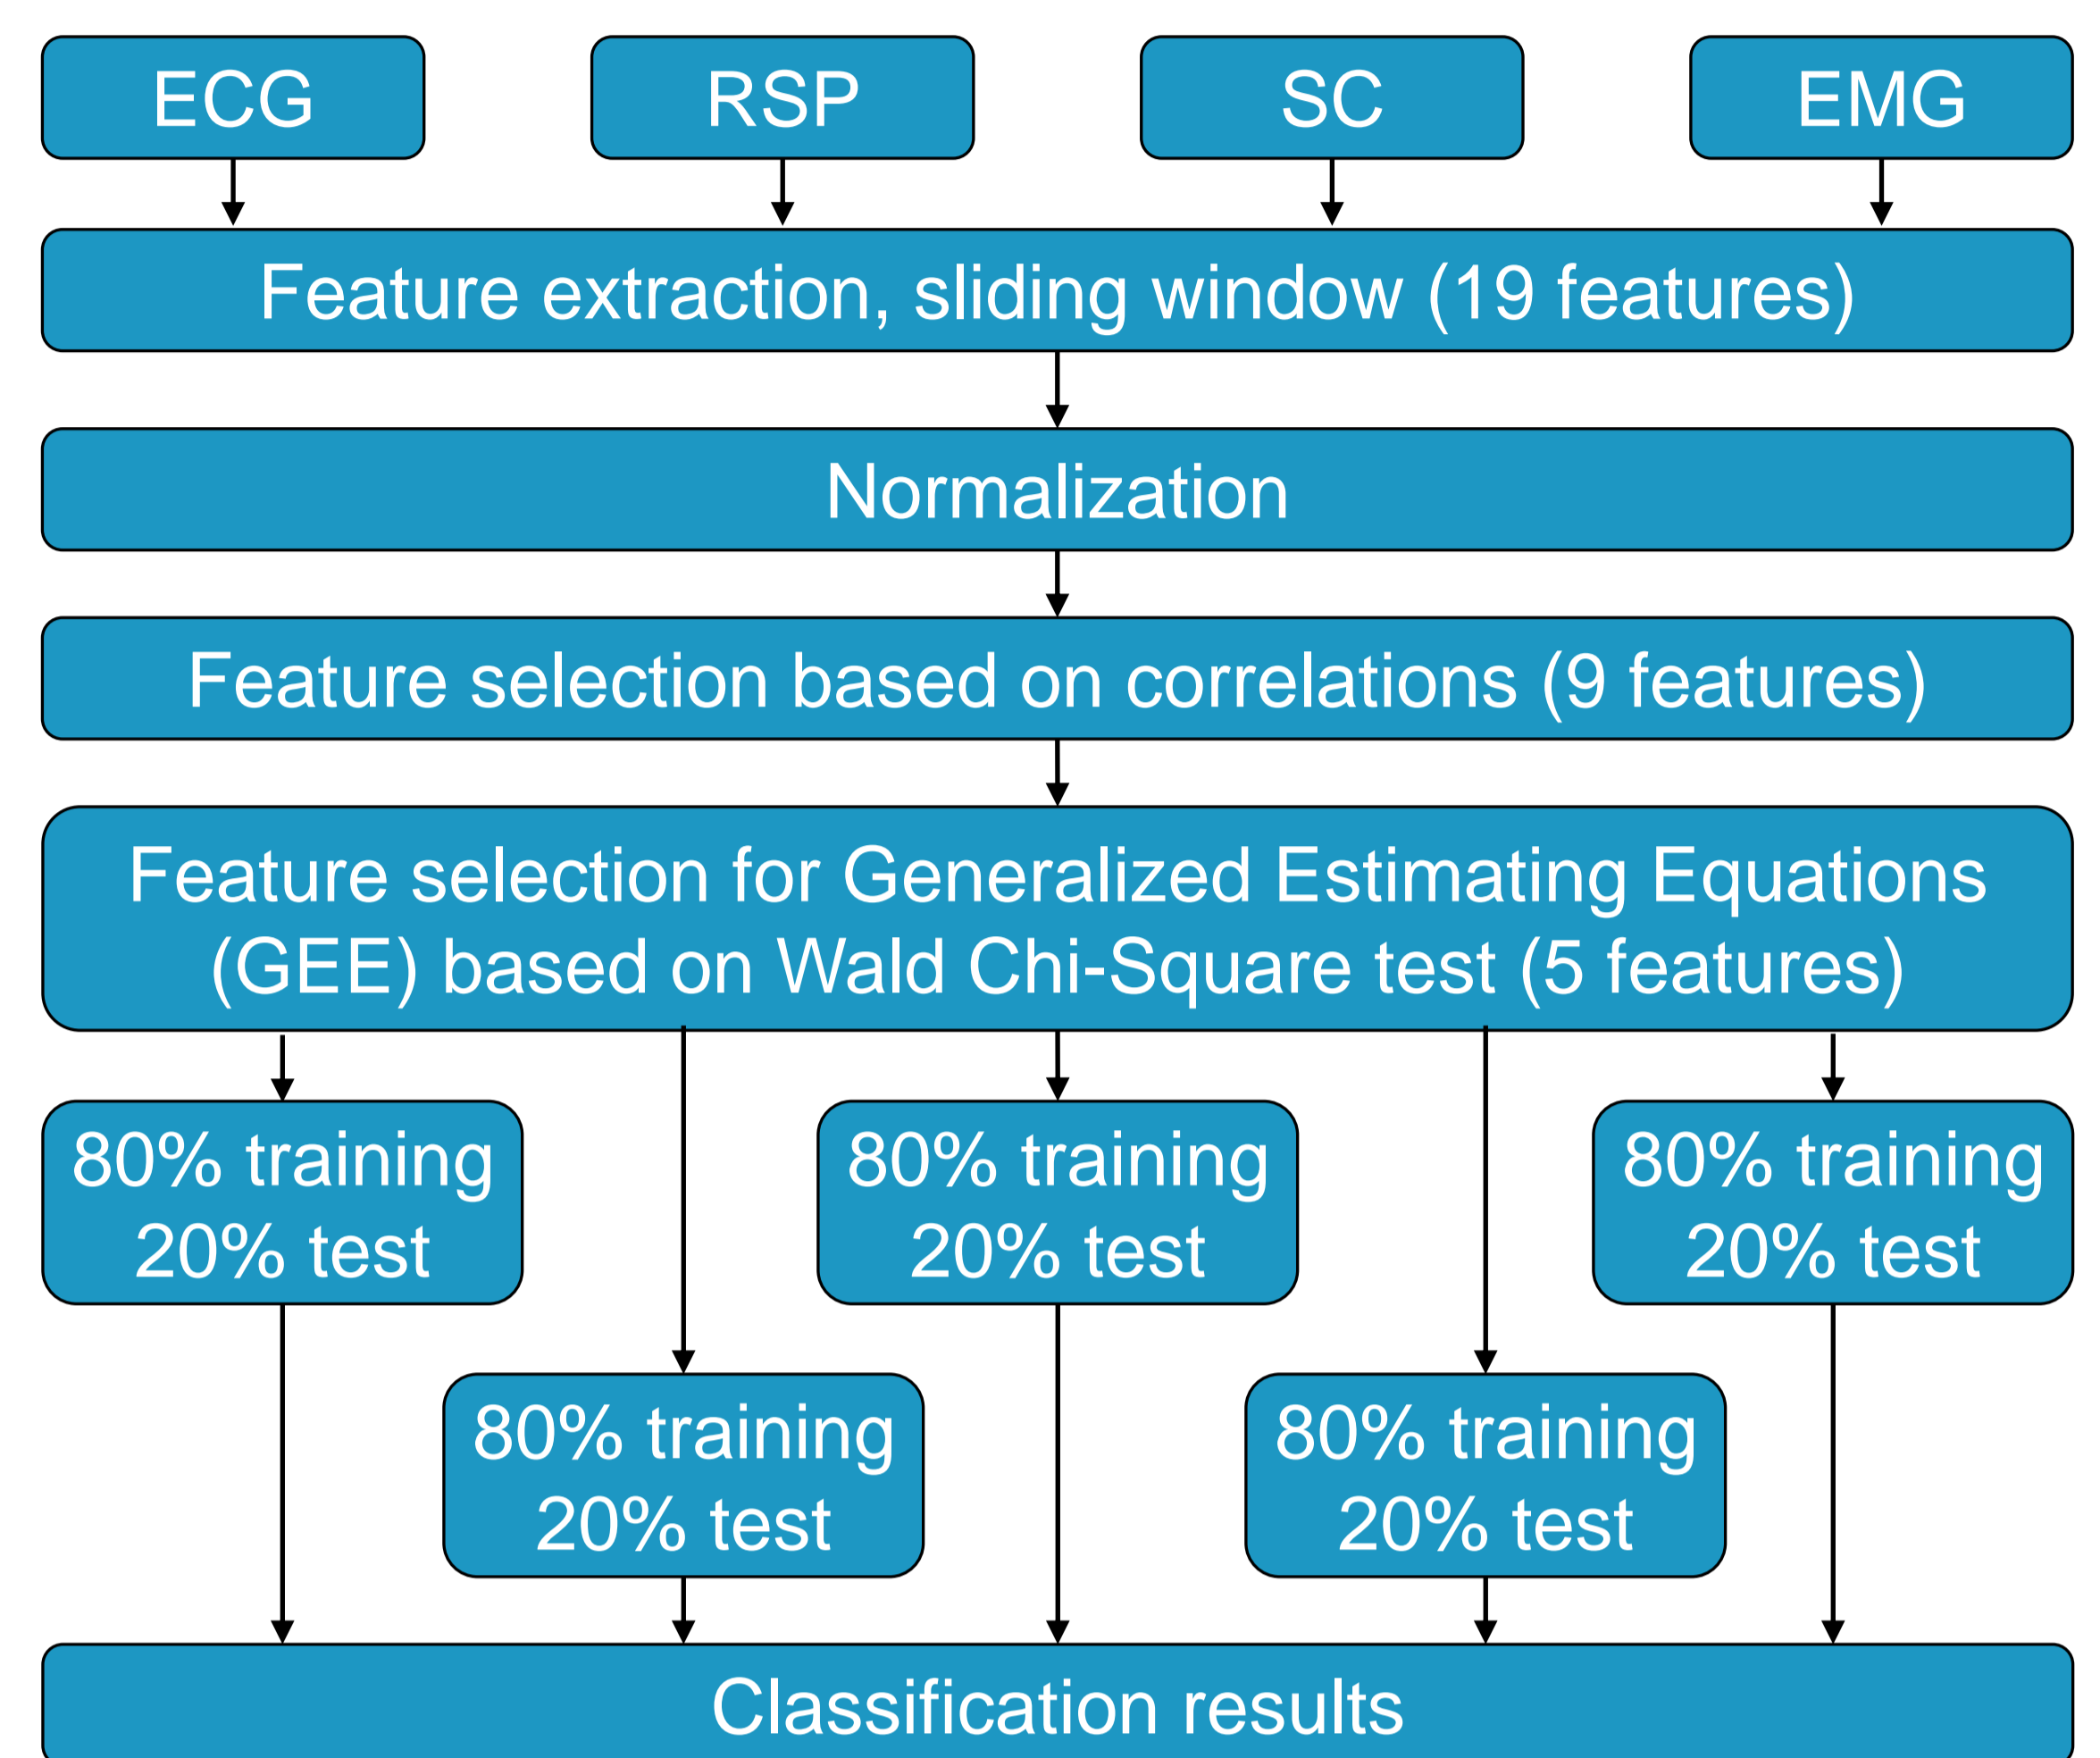 ECG
RSP
SC
EMG
Feature extraction, sliding window (19 features)
Normalization
Feature selection based on correlations (9 features)
Feature selection for Generalized Estimating Equations
(GEE) based on Wald Chi-Square test (5 features)
80% training
20% test
80% training
20% test
80% training
20% test
80% training
20% test
80% training
20% test
Classification results